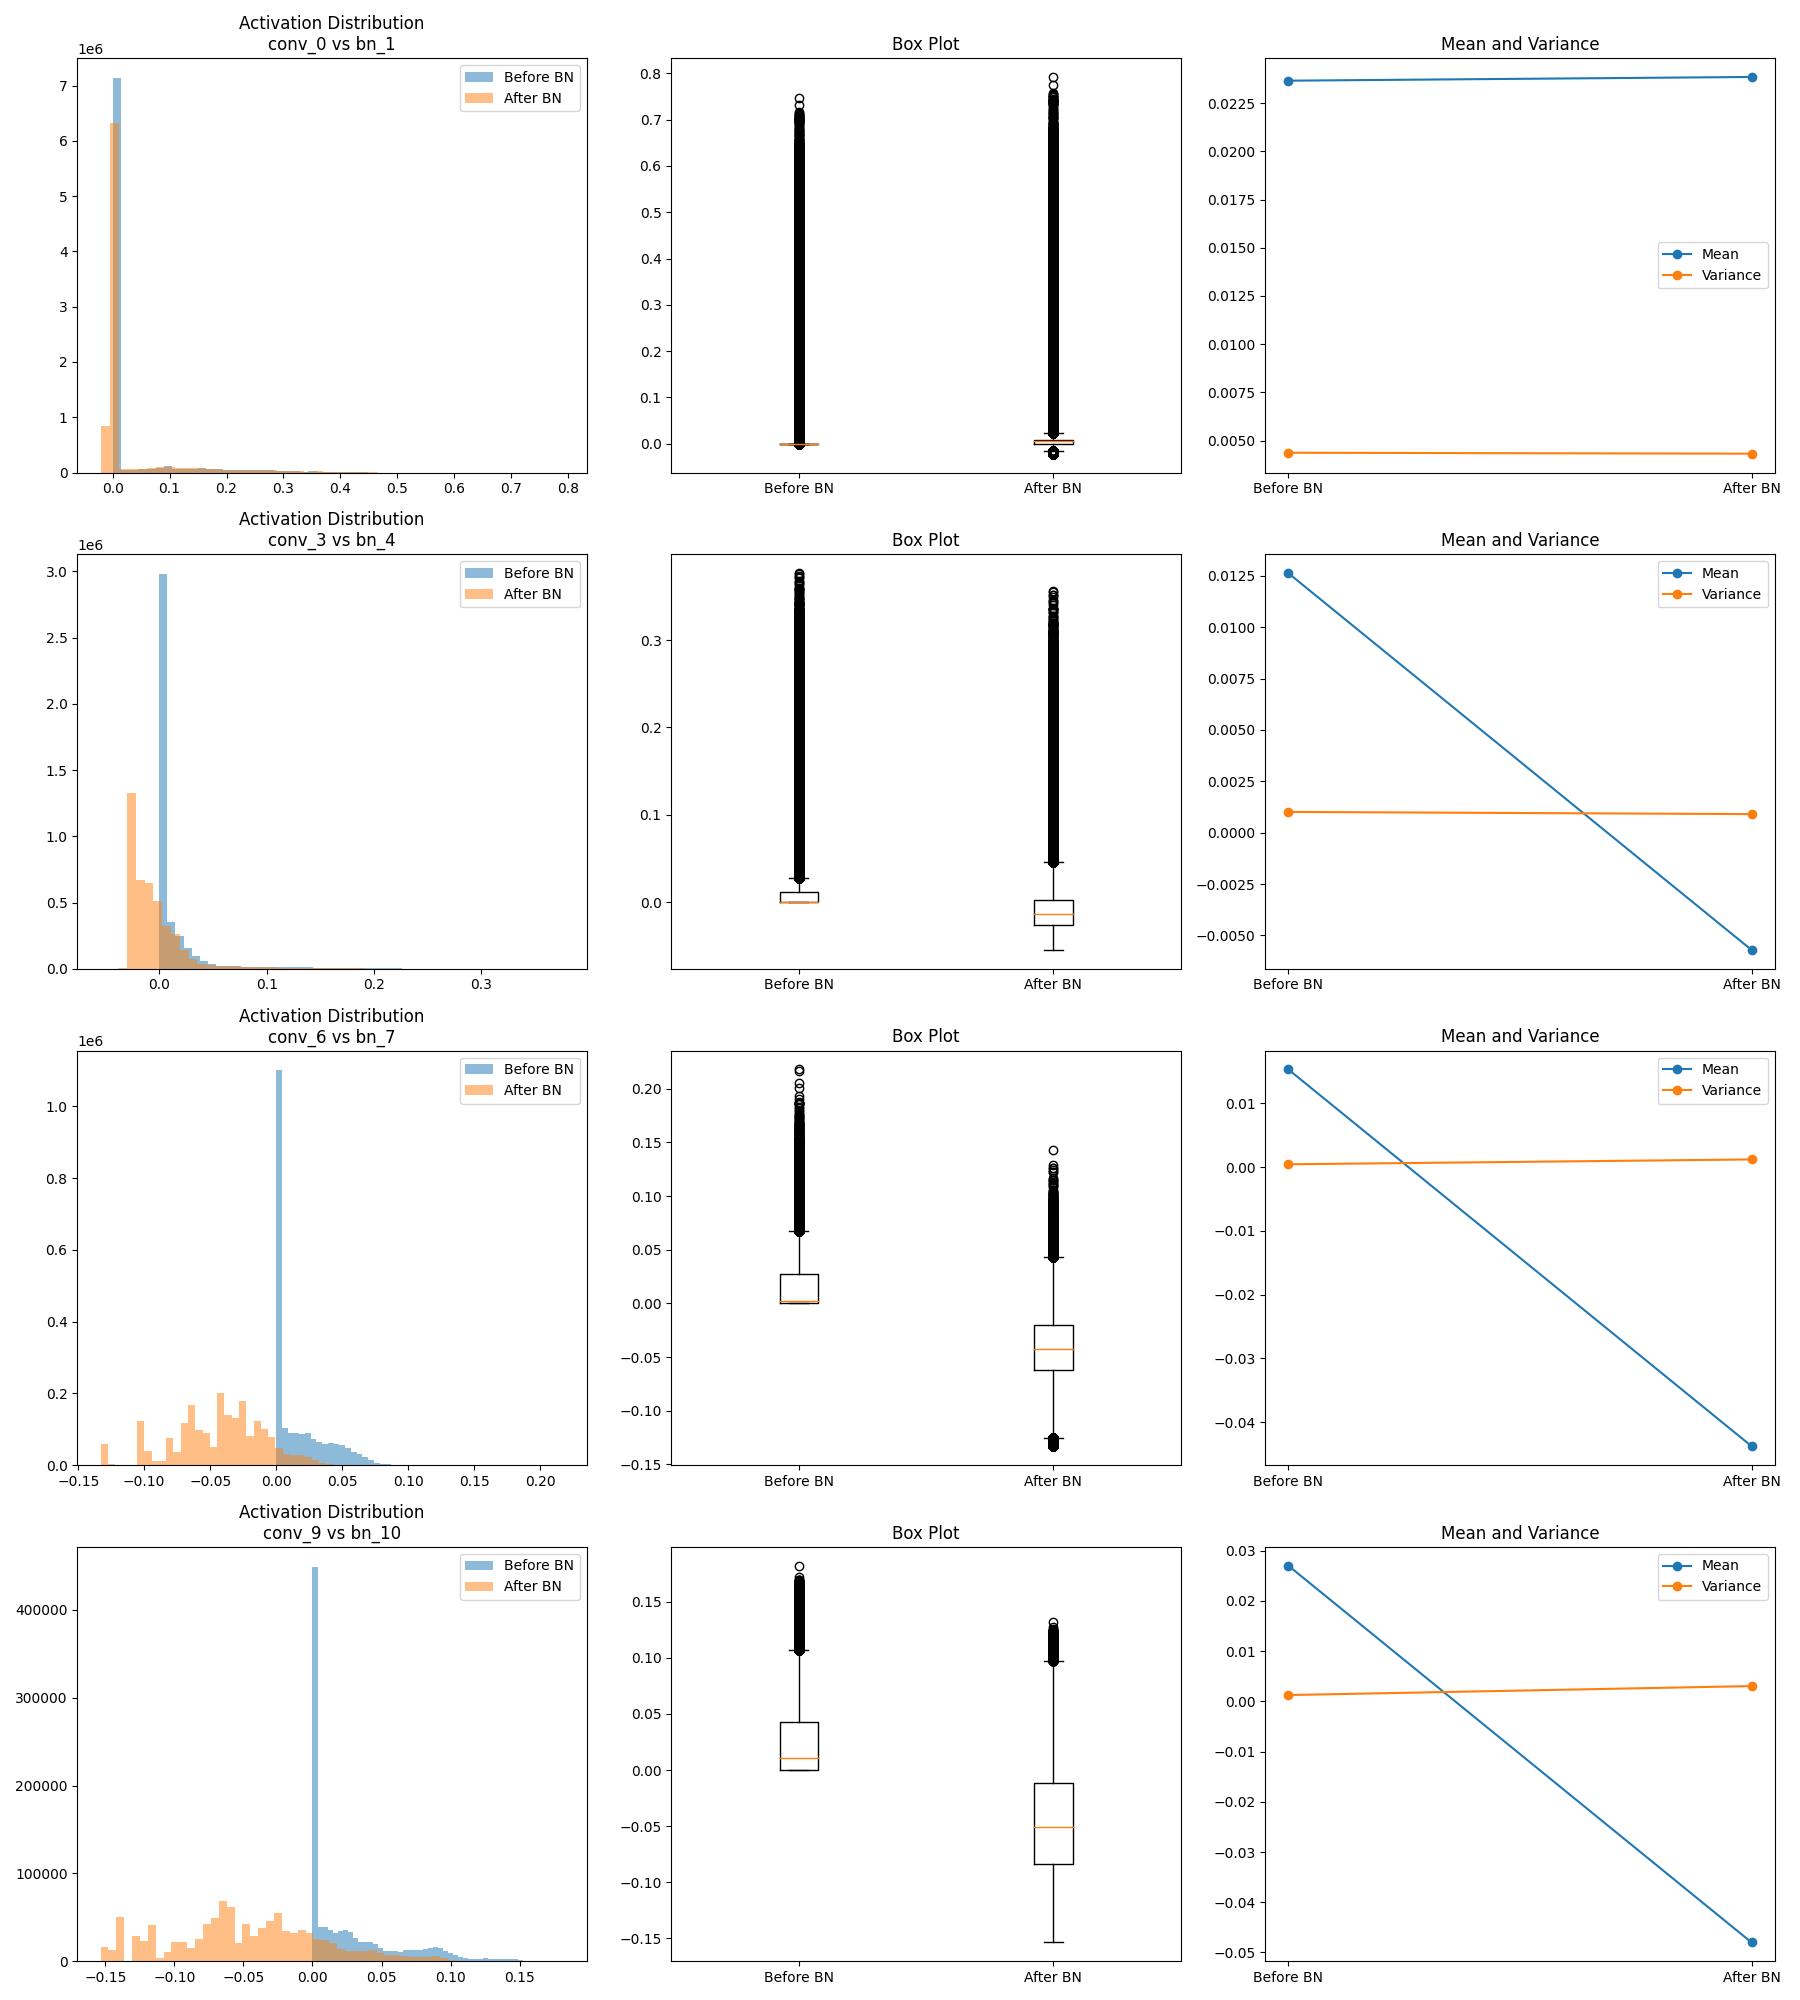 Activation Distribution
conv_0 vs bn_1
1e6
7
6
5
4
3
2
1
0
0.0 0.1 0.2 0.3 0.4 0.5 0.6 0.7 0.8
Before BN
After BN
Box Plot
0.8
0.7
0.6
0.5
0.4
0.3
0.2
0.1
0.0
Before BN After BN
Mean and Variance
0.0225
0.0200
0.0175
0.0150
0.0125
0.0100
0.0075
0.0050
Mean
Variance
Before BN After BN
Activation Distribution
conv_3 vs bn_4
1e6
3.0
2.5
2.0
1.5
1.0
0.5
0.0
0.0 0.1 0.2 0.3
Before BN
After BN
Box Plot
0.3
0.2
0.1
0.0
Before BN After BN
Mean and Variance
0.0125
0.0100
0.0075
0.0050
0.0025
0.0000
−0.0025
−0.0050
Mean
Variance
Before BN After BN
Activation Distribution
conv_6 vs bn_7
1e6
1.0
0.8
0.6
0.4
0.2
0.0
−0.15 −0.10 −0.05 0.00 0.05 0.10 0.15 0.20
Before BN
After BN
Box Plot
0.20
0.15
0.10
0.05
0.00
−0.05
−0.10
−0.15
Before BN After BN
Mean and Variance
0.01
0.00
−0.01
−0.02
−0.03
−0.04
Mean
Variance
Before BN After BN
Activation Distribution
conv_9 vs bn_10
400000
300000
200000
100000
0
−0.15 −0.10 −0.05 0.00 0.05 0.10 0.15
Before BN
After BN
Box Plot
0.15
0.10
0.05
0.00
−0.05
−0.10
−0.15
Before BN After BN
Mean and Variance
0.03
0.02
0.01
0.00
−0.01
−0.02
−0.03
−0.04
−0.05
Mean
Variance
Before BN After BN